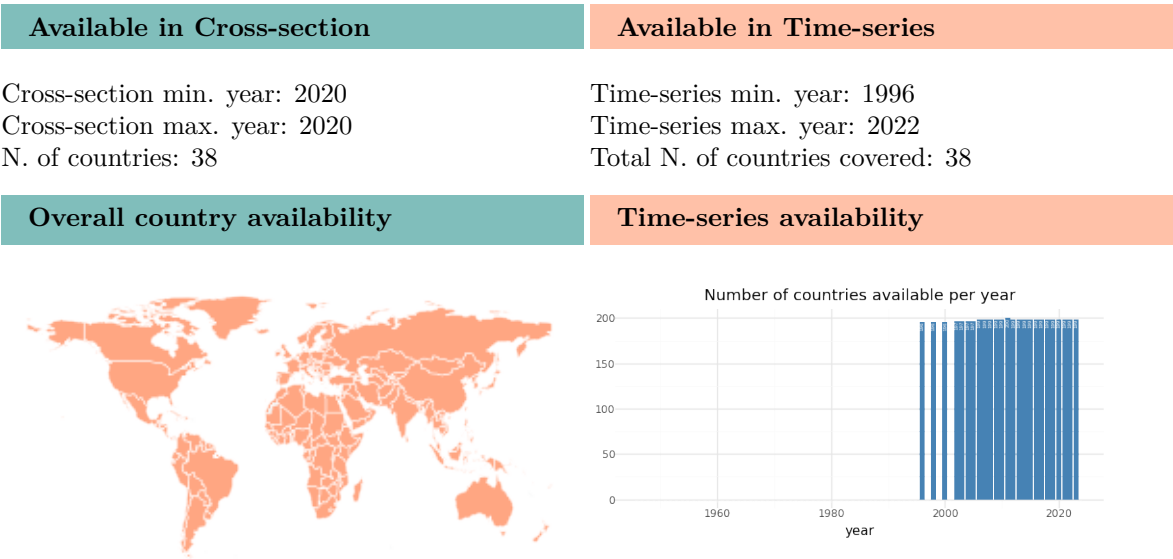 Available in Cross-section
Available in Time-series
Cross-section min. year: 2020
Cross-section max. year: 2020
N. of countries: 38
Time-series min. year: 1996
Time-series max. year: 2022
Total N. of countries covered: 38
Overall country availability
Time-series availability
Number of countries available per year
200
150
100
50
0
1960 1980 2000 2020
year